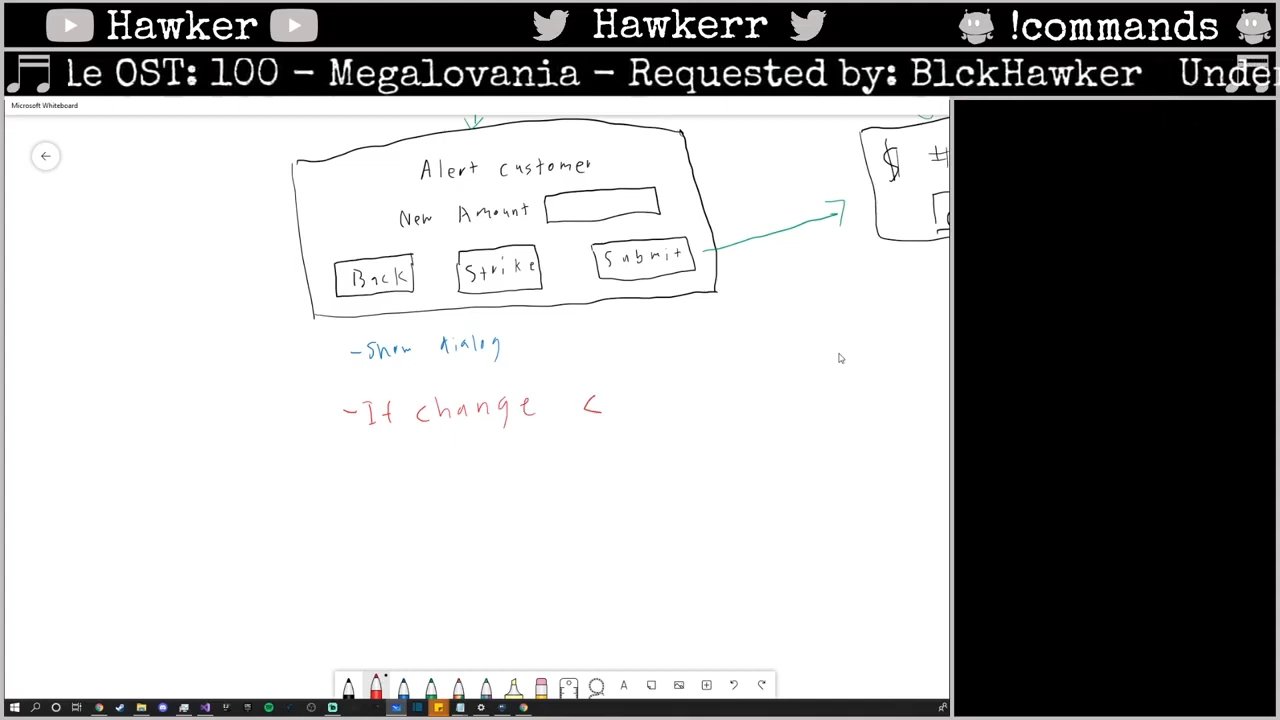 Hawker
Hawkerr
!commands
le OST: 100 - Megalovania - Requested by: BlckHawker Under
Microsoft Whiteboard
Alert customer
New Amount
Back
Strike
Submit
$ #
-Show dialog
-If change <